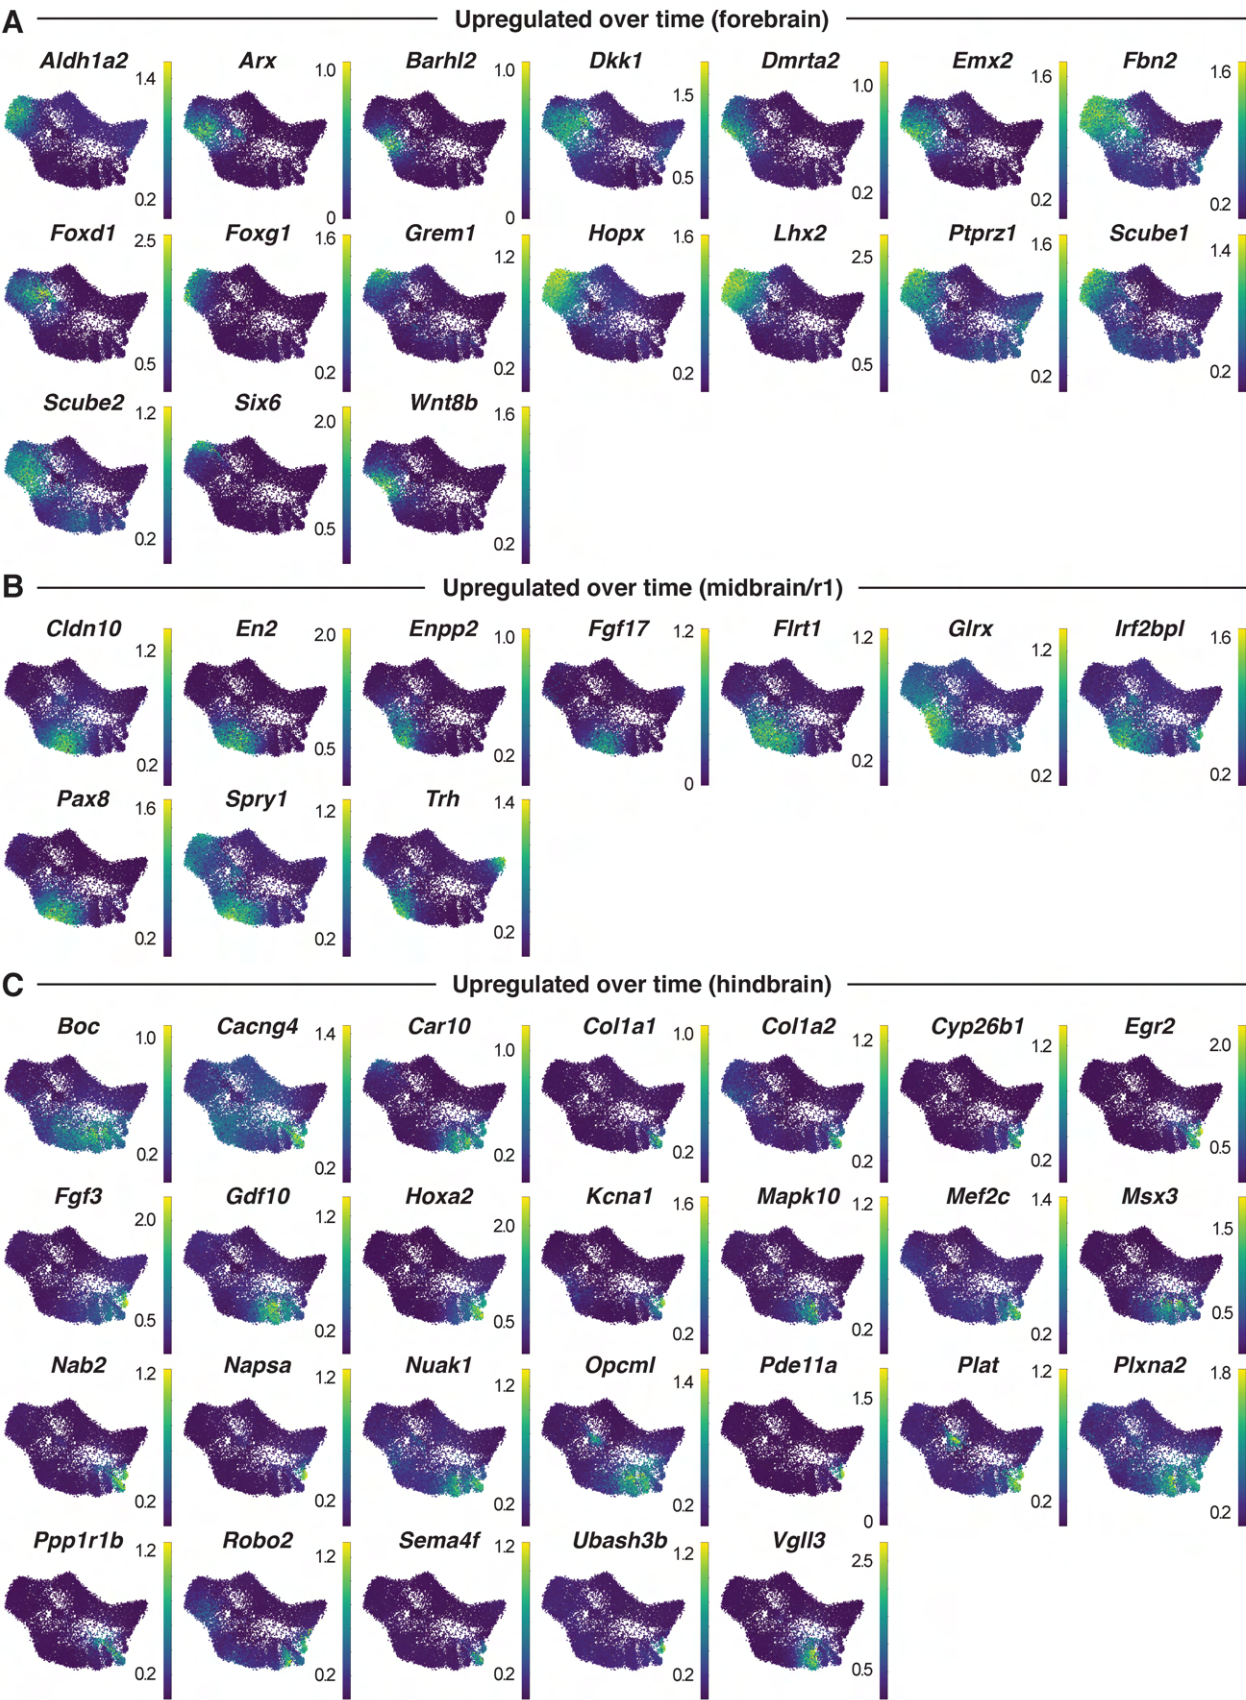 A Upregulated over time (forebrain)
Aldh1a2 Arx Barhl2 Dkk1 Dmrta2 Emx2 Fbn2
1.4 1.0 1.0 1.5 1.0 1.6 1.6
0.2 0 0 0.5 0.2 0.2 0.2
Foxd1 Foxg1 Grem1 Hopx Lhx2 Ptprz1 Scube1
2.5 1.6 1.2 1.6 2.5 1.6 1.4
0.5 0.2 0.2 0.2 0.5 0.2 0.2
Scube2 Six6 Wnt8b
1.2 2.0 1.6
0.2 0.5 0.2
B Upregulated over time (midbrain/r1)
Cldn10 En2 Enpp2 Fgf17 Flrt1 Glrx Irf2bpl
1.2 2.0 1.0 1.2 1.2 1.2 1.6
0.2 0.5 0.2 0 0.2 0.2 0.2
Pax8 Spry1 Trh
1.6 1.2 1.4
0.2 0.2 0.2
C Upregulated over time (hindbrain)
Boc Cacng4 Car10 Col1a1 Col1a2 Cyp26b1 Egr2
1.0 1.4 1.0 1.0 1.2 1.2 2.0
0.2 0.2 0.2 0.2 0.2 0.2 0.5
Fgf3 Gdf10 Hoxa2 Kcna1 Mapk10 Mef2c Msx3
2.0 1.2 2.0 1.6 1.2 1.4 1.5
0.5 0.2 0.5 0.2 0.2 0.2 0.5
Nab2 Napsa Nuak1 Opcml Pde11a Plat Plxna2
1.2 1.2 1.2 1.4 1.5 1.2 1.8
0.2 0.2 0.2 0.2 0 0.2 0.2
Ppp1r1b Robo2 Sema4f Ubash3b Vgll3
1.2 1.2 1.2 1.2 2.5
0.2 0.2 0.2 0.2 0.5